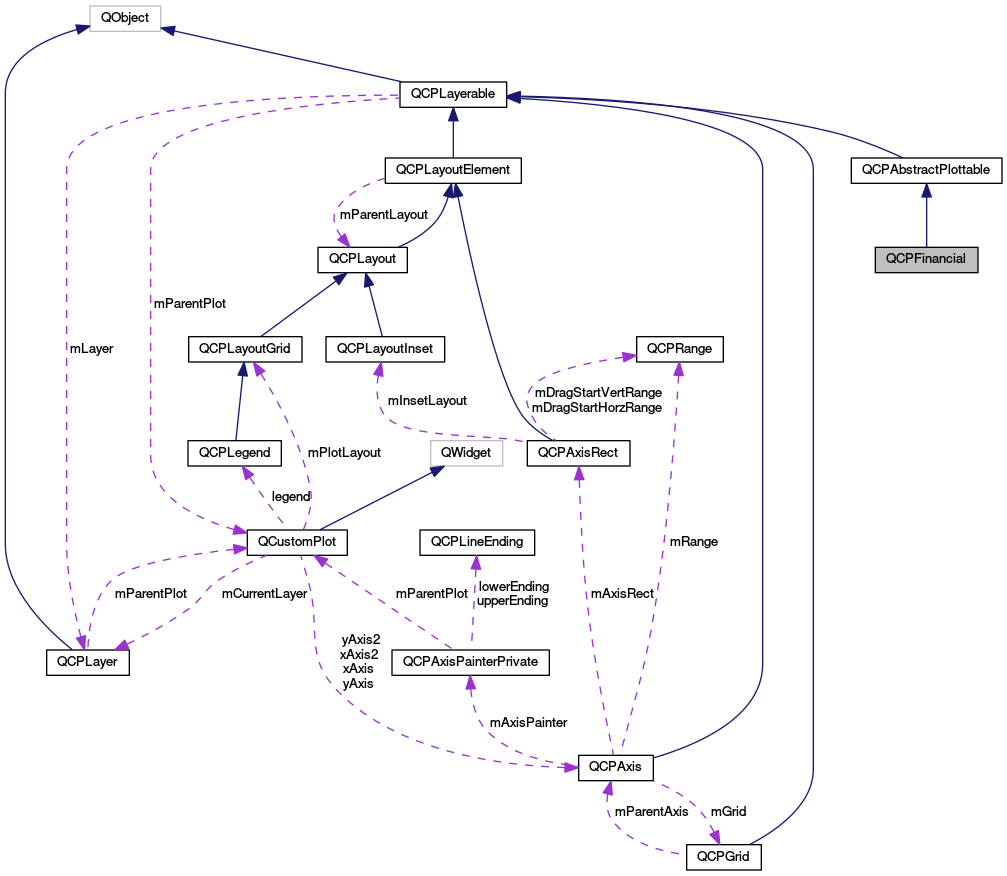 QObject
QCPLayerable
QCPLayoutElement
QCPAbstractPlottable
mParentLayout
QCPLayout
QCPFinancial
mParentPlot
mLayer
QCPLayoutGrid
QCPLayoutInset
QCPRange
mDragStartVertRange
mDragStartHorzRange
mInsetLayout
mPlotLayout
QCPLegend
QWidget
QCPAxisRect
legend
QCustomPlot
QCPLineEnding
mRange
mParentPlot
mCurrentLayer
mParentPlot
lowerEnding
upperEnding
mAxisRect
yAxis2
xAxis2
xAxis
yAxis
QCPLayer
QCPAxisPainterPrivate
mAxisPainter
QCPAxis
mParentAxis
mGrid
QCPGrid